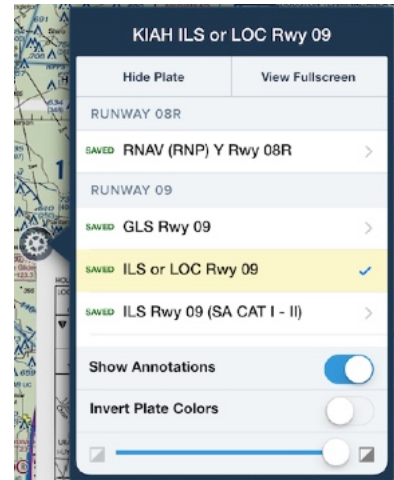 KIAH ILS or LOC Rwy 09
Hide Plate View Fullscreen
RUNWAY 08R
SAVED RNAV (RNP) Y Rwy 08R
RUNWAY 09
SAVED GLS Rwy 09
SAVED ILS or LOC Rwy 09
SAVED ILS Rwy 09 (SA CAT I - II)
Show Annotations
Invert Plate Colors